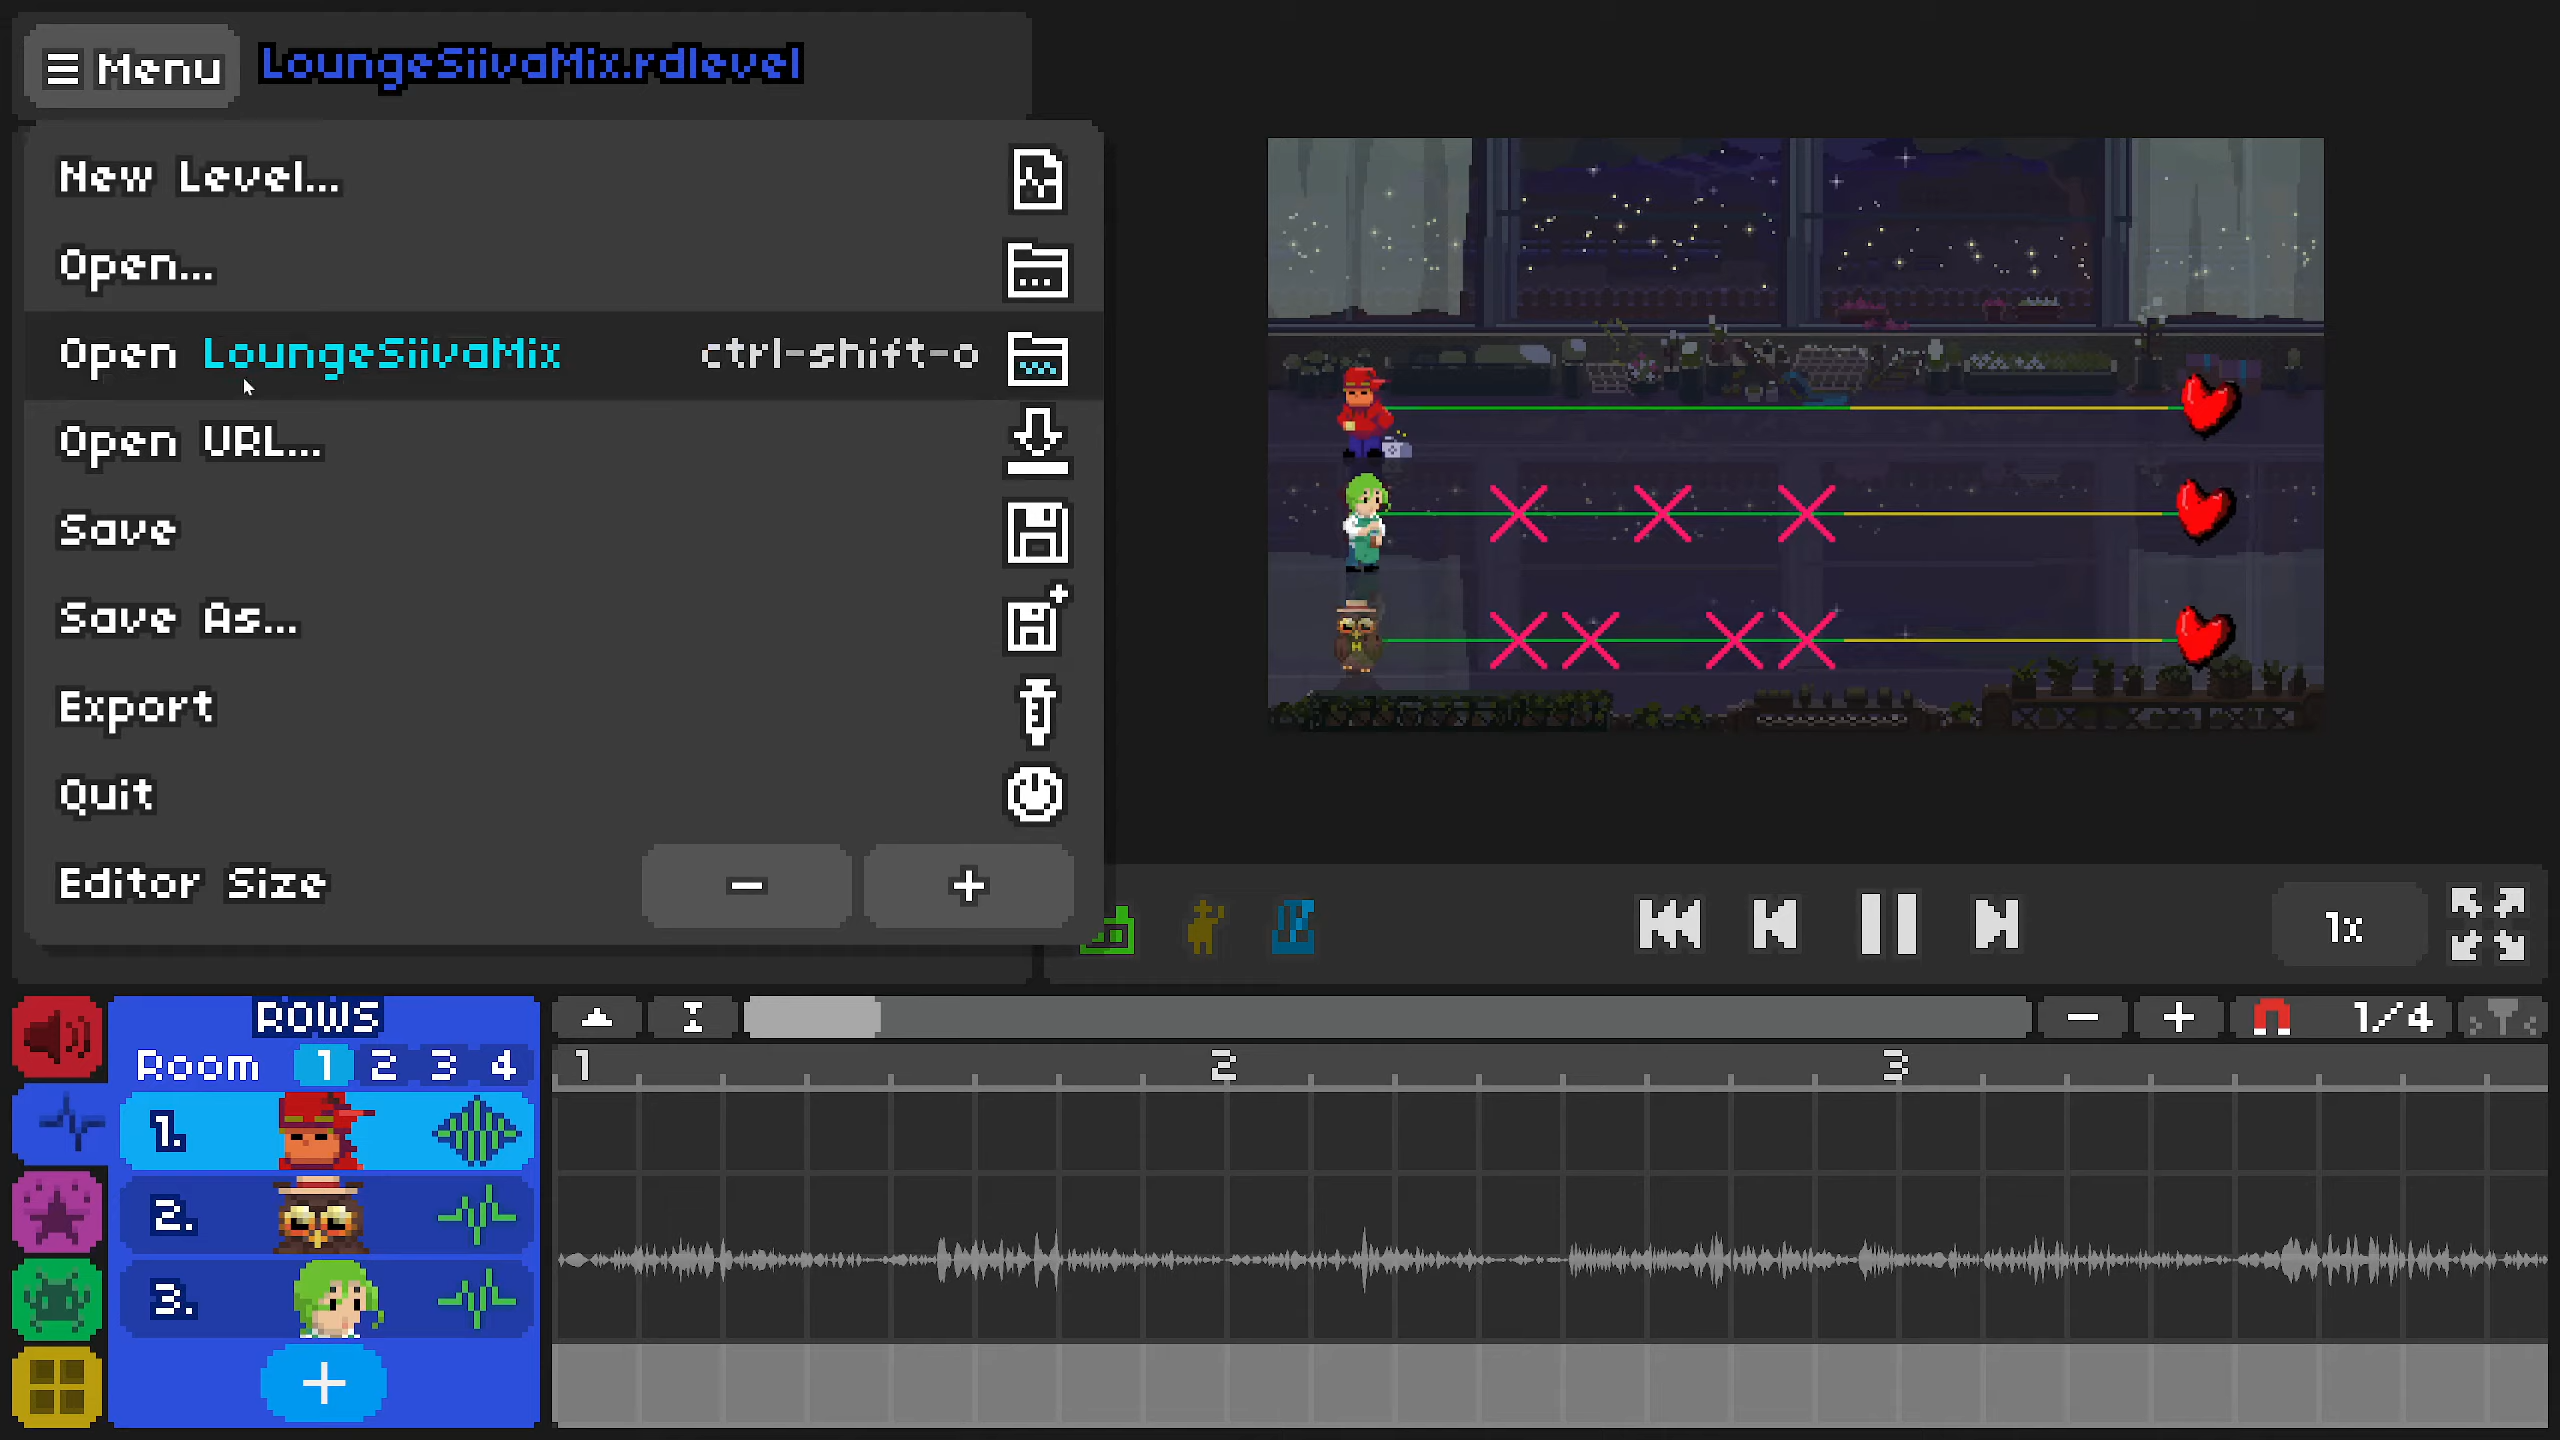 Menu LoungeSiivaMix.rdlevel
New Level...
Open...
Open LoungeSiivaMix ctrl-shift-o
Open URL...
Save
Save As...
Export
Quit
Editor Size - +
1x
ROWS
1/4
Room 1 2 3 4
1 2 3
1.
2.
3.
+